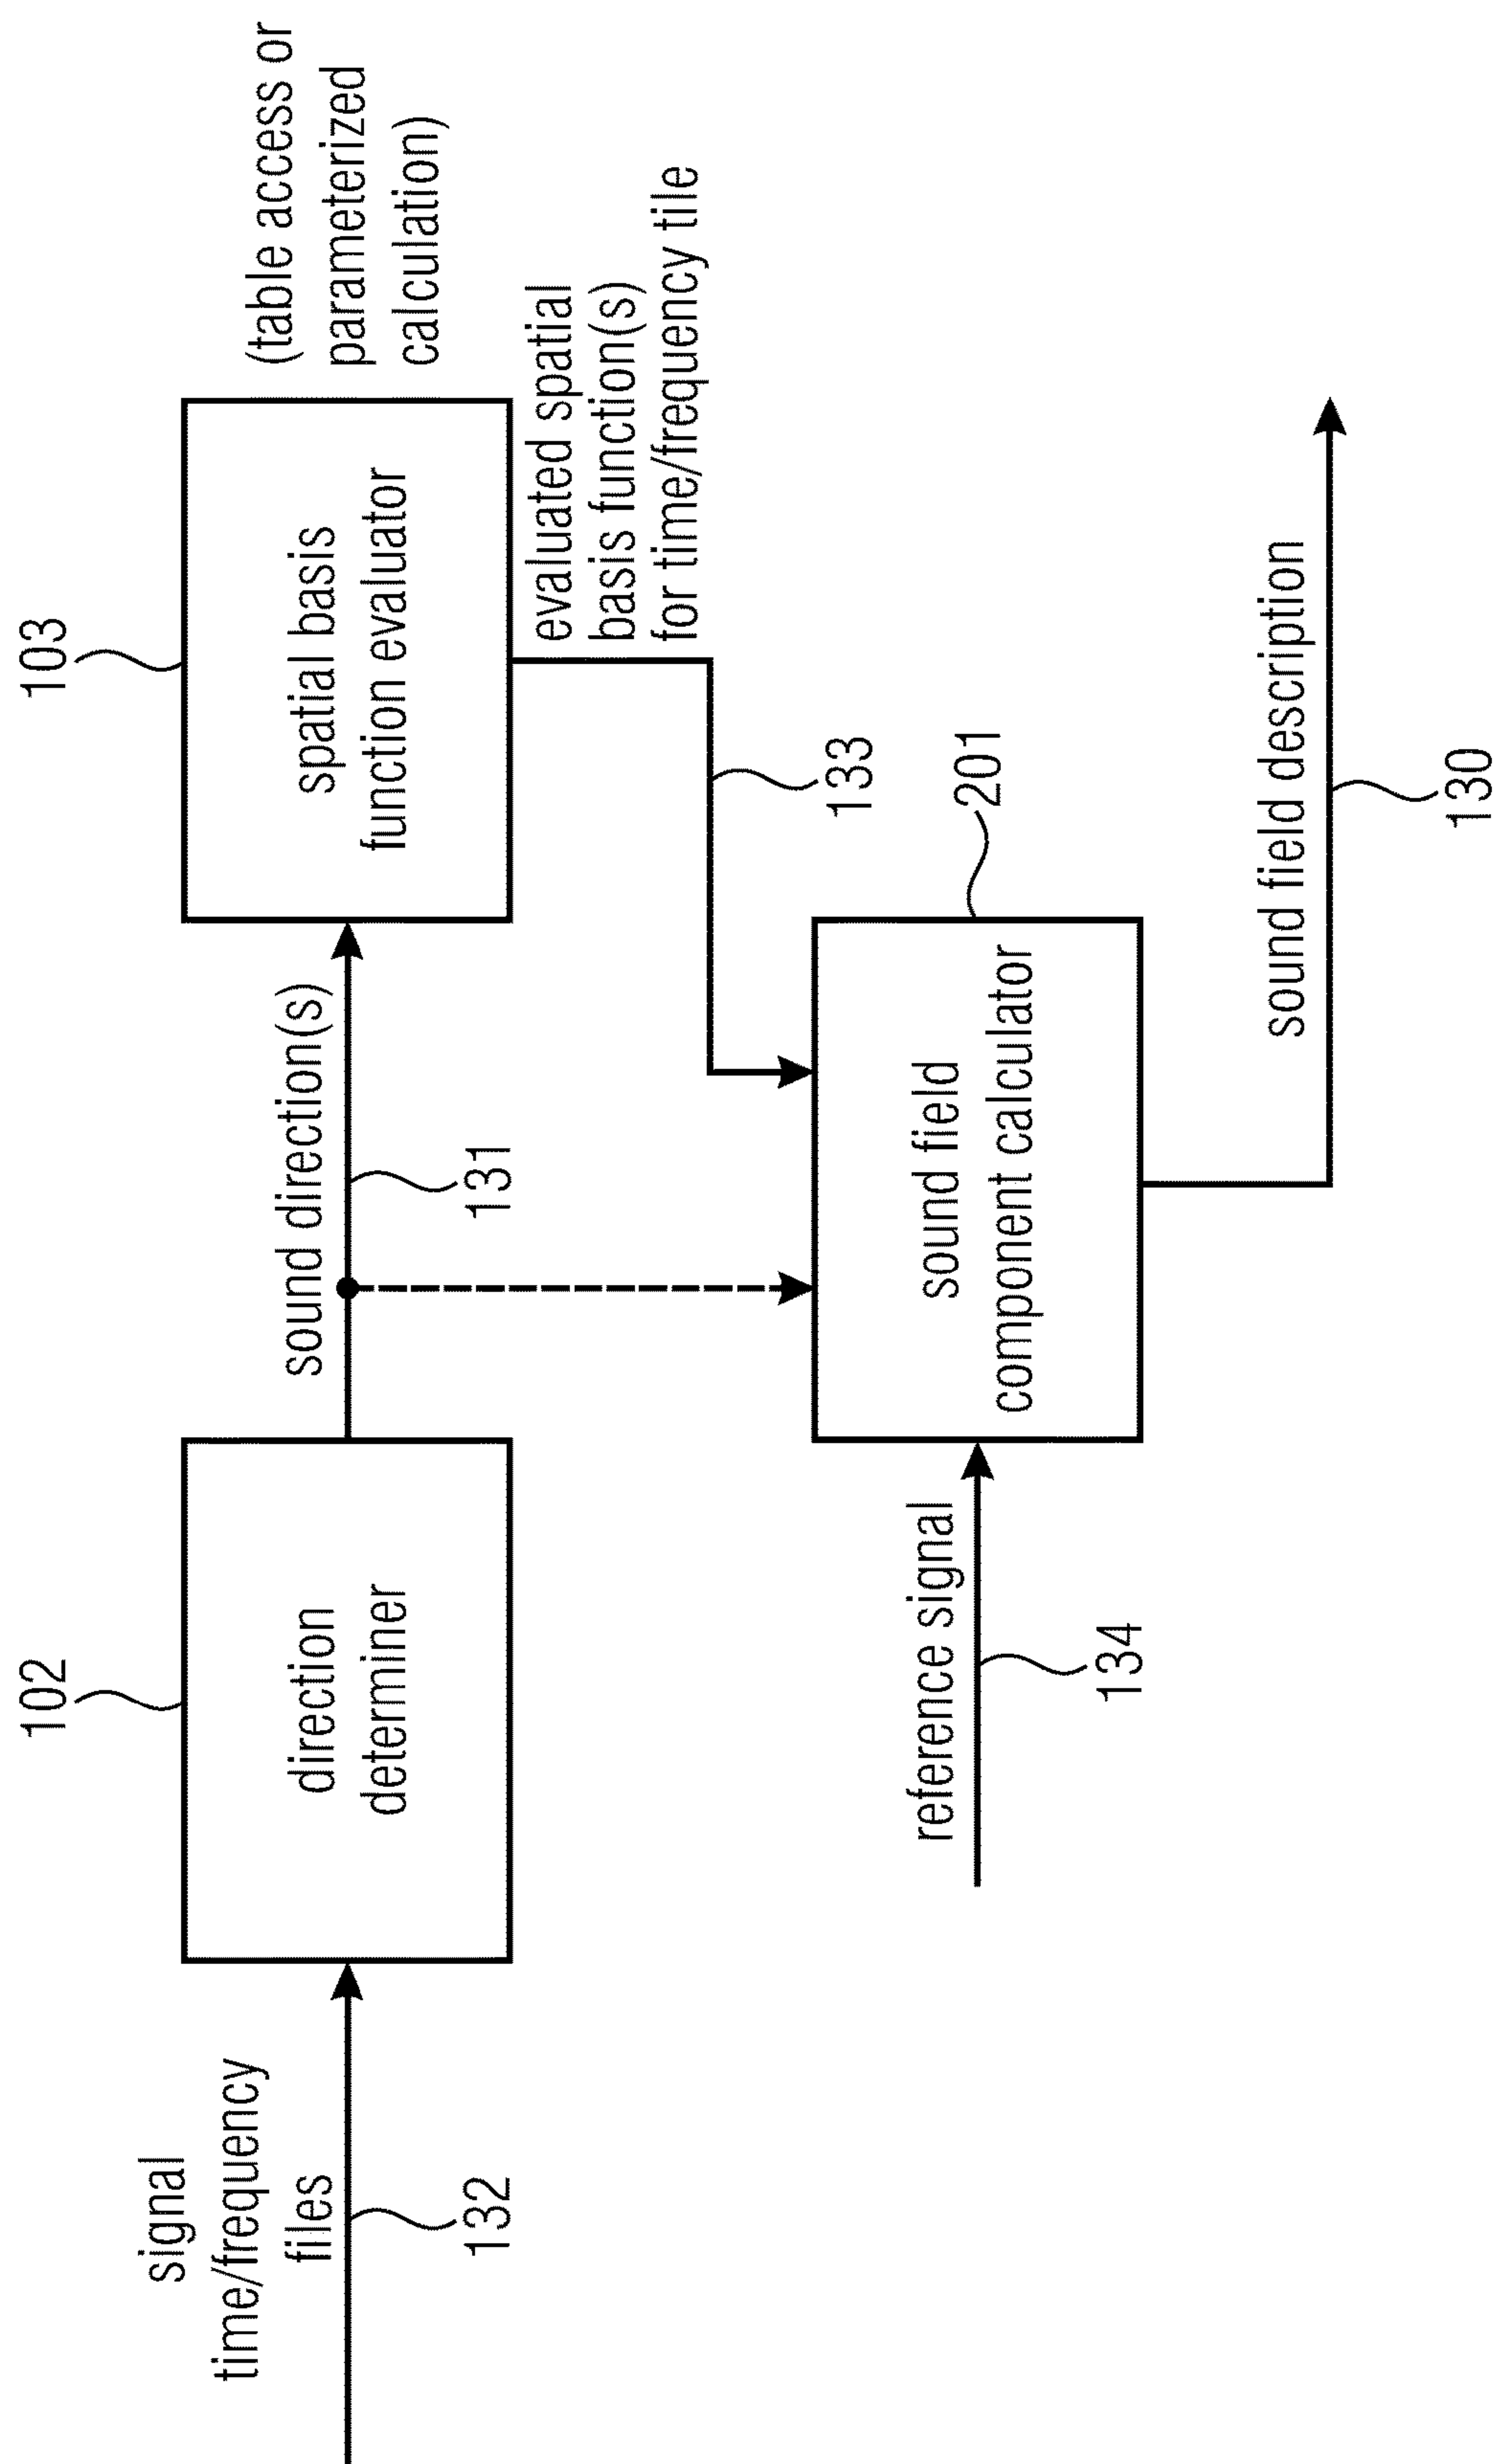 102
103
signal
time/frequency
files
132
direction
determiner
sound direction(s)
131
spatial basis
function evaluator
(table access or
parameterized
calculation)
evaluated spatial
basis function(s)
for time/frequency tile
133
reference signal
134
201
sound field
component calculator
sound field description
130